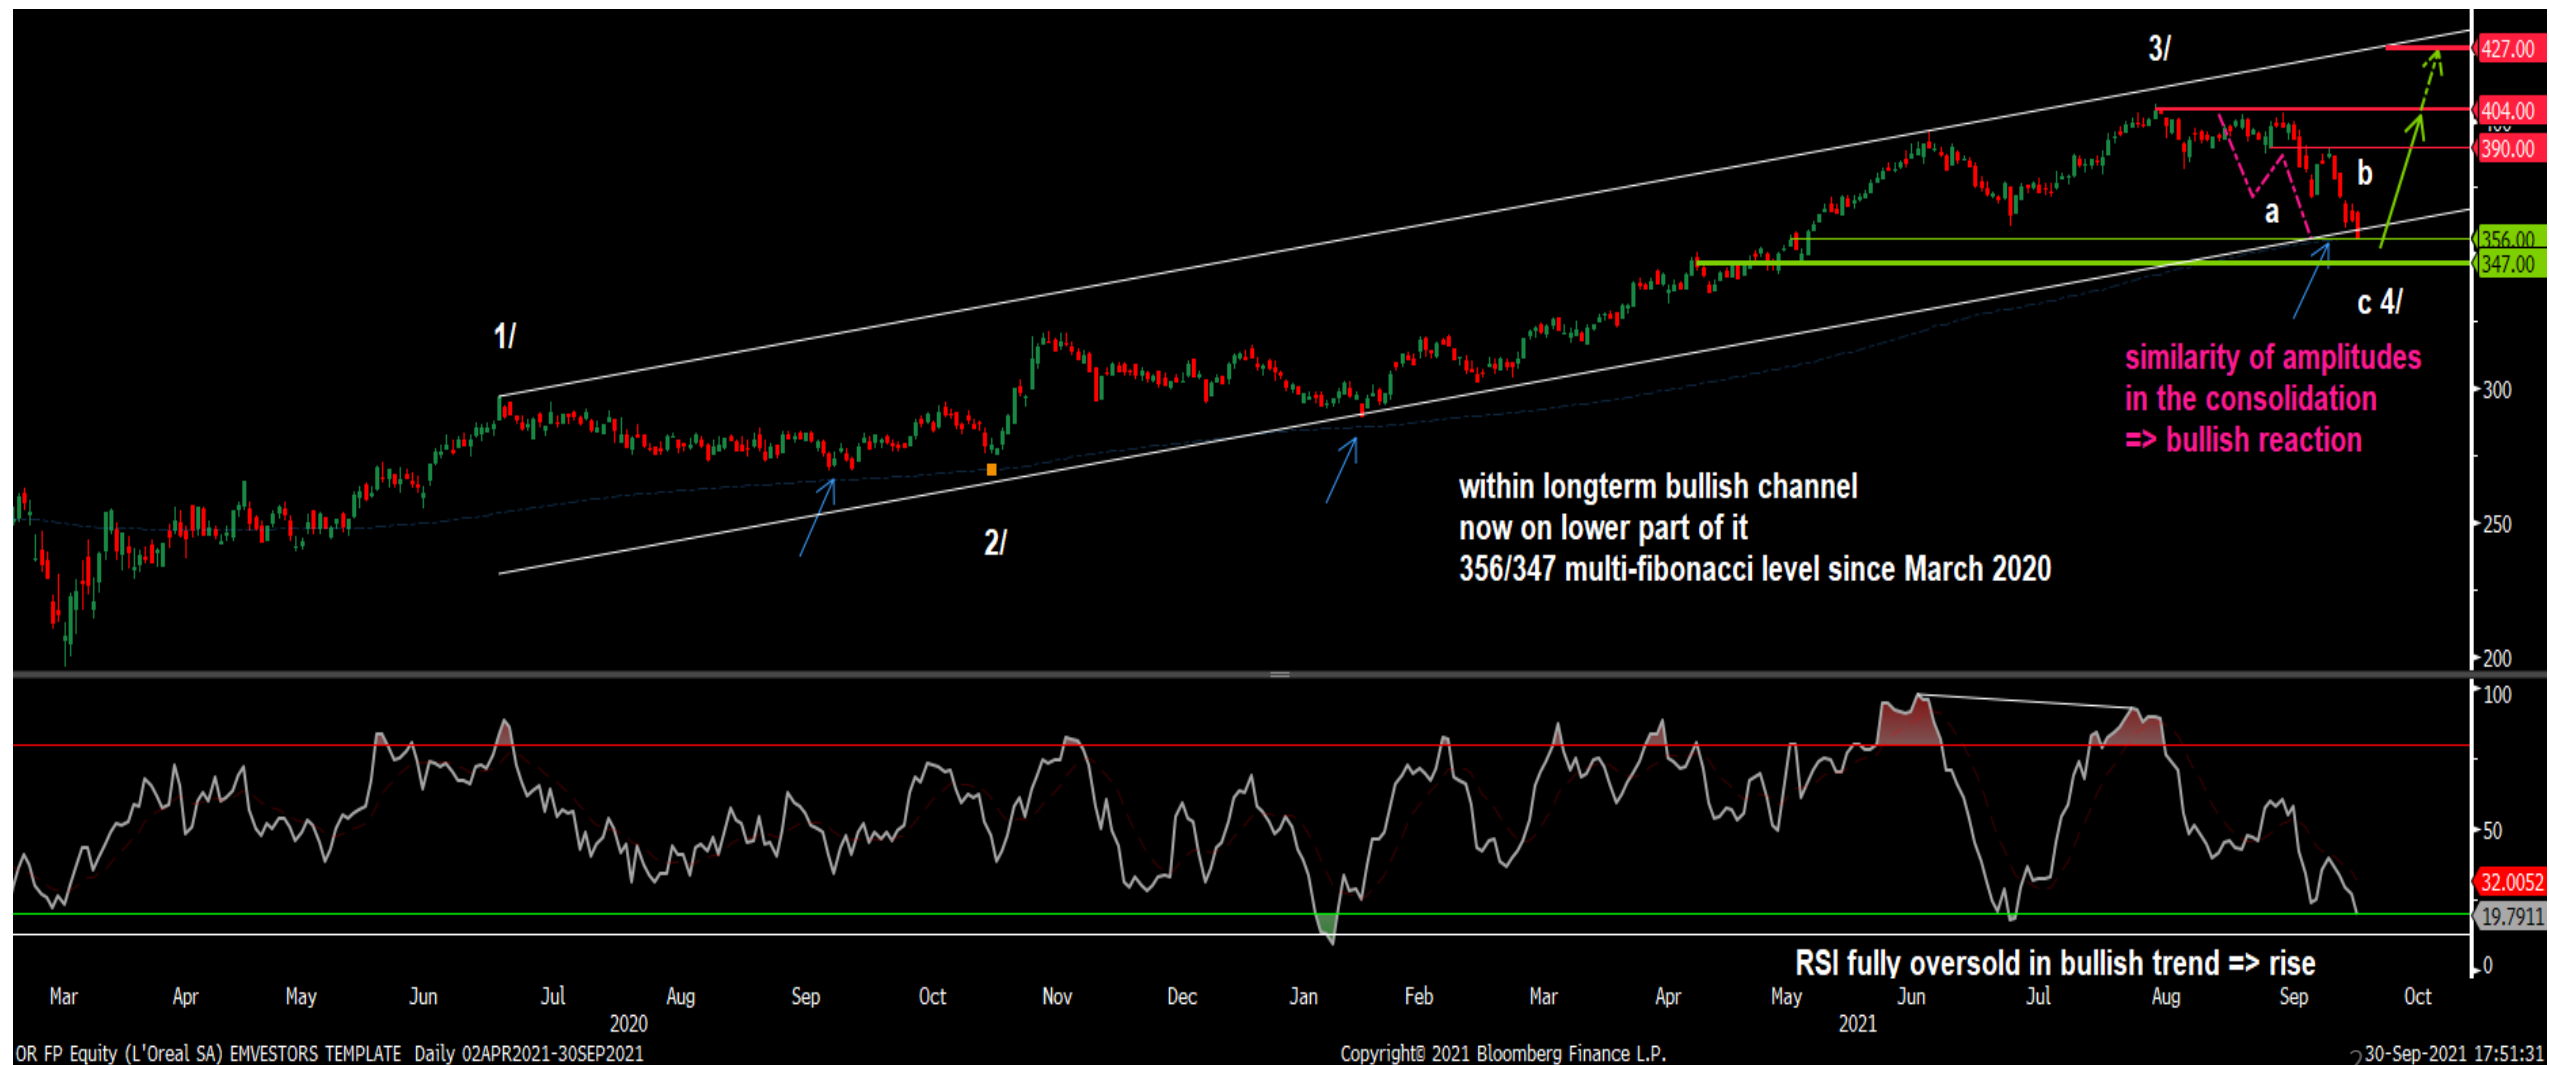 3/
427.00
404.00
400
390.00
b
a
356.00
347.00
c 4/
1/
similarity of amplitudes
in the consolidation
=> bullish reaction
300
within longterm bullish channel
now on lower part of it
356/347 multi-fibonacci level since March 2020
250
2/
200
100
50
32.0052
19.7911
RSI fully oversold in bullish trend => rise
0
Mar Apr May Jun Jul Aug Sep Oct Nov Dec Jan Feb Mar Apr May Jun Jul Aug Sep Oct
2020 2021
OR FP Equity (L'Oreal SA) EMVESTORS TEMPLATE Daily 02APR2021-30SEP2021 Copyright© 2021 Bloomberg Finance L.P. 30-Sep-2021 17:51:31